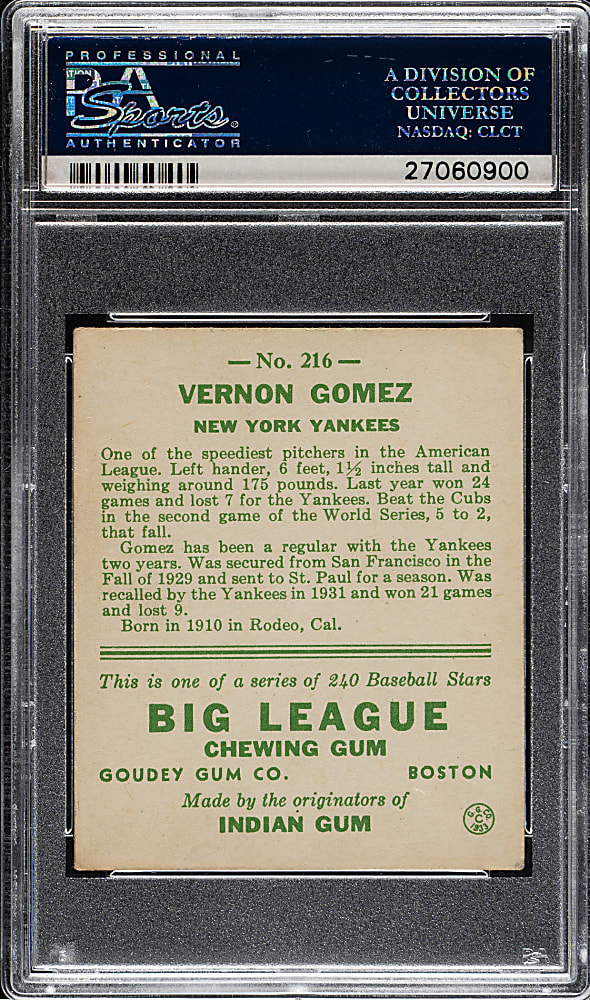 PROFESSIONAL
PSA
Sports®
AUTHENTICATOR
A DIVISION OF
COLLECTORS
UNIVERSE
NASDAQ: CLCT
27060900
— No. 216 —
VERNON GOMEZ
NEW YORK YANKEES
One of the speediest pitchers in the American
League. Left hander, 6 feet, 1½ inches tall and
weighing around 175 pounds. Last year won 24
games and lost 7 for the Yankees. Beat the Cubs
in the second game of the World Series, 5 to 2,
that fall.
Gomez has been a regular with the Yankees
two years. Was secured from San Francisco in the
Fall of 1929 and sent to St. Paul for a season. Was
recalled by the Yankees in 1931 and won 21 games
and lost 9.
Born in 1910 in Rodeo, Cal.
This is one of a series of 240 Baseball Stars
BIG LEAGUE
CHEWING GUM
GOUDEY GUM CO. BOSTON
Made by the originators of
INDIAN GUM
G. G. CO.
C
1933